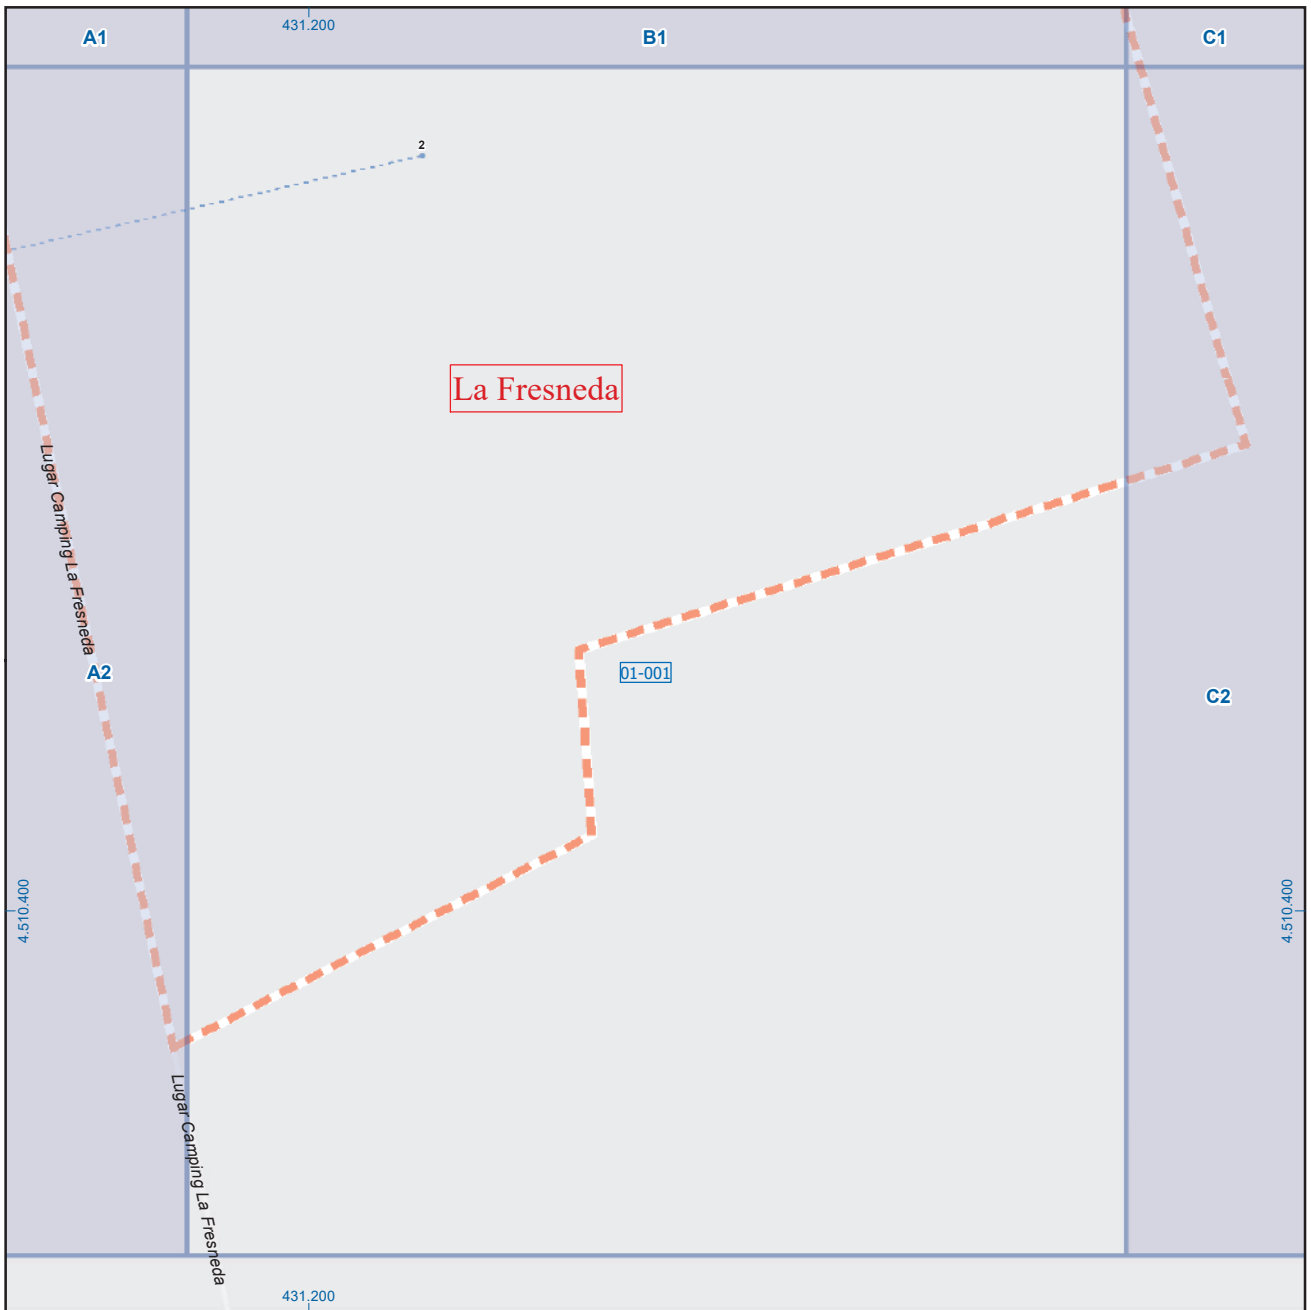 A1
431.200
B1
C1
2
La Fresneda
Lugar Camping La Fresneda
A2
01-001
C2
4.510.400
4.510.400
Lugar Camping La Fresneda
431.200